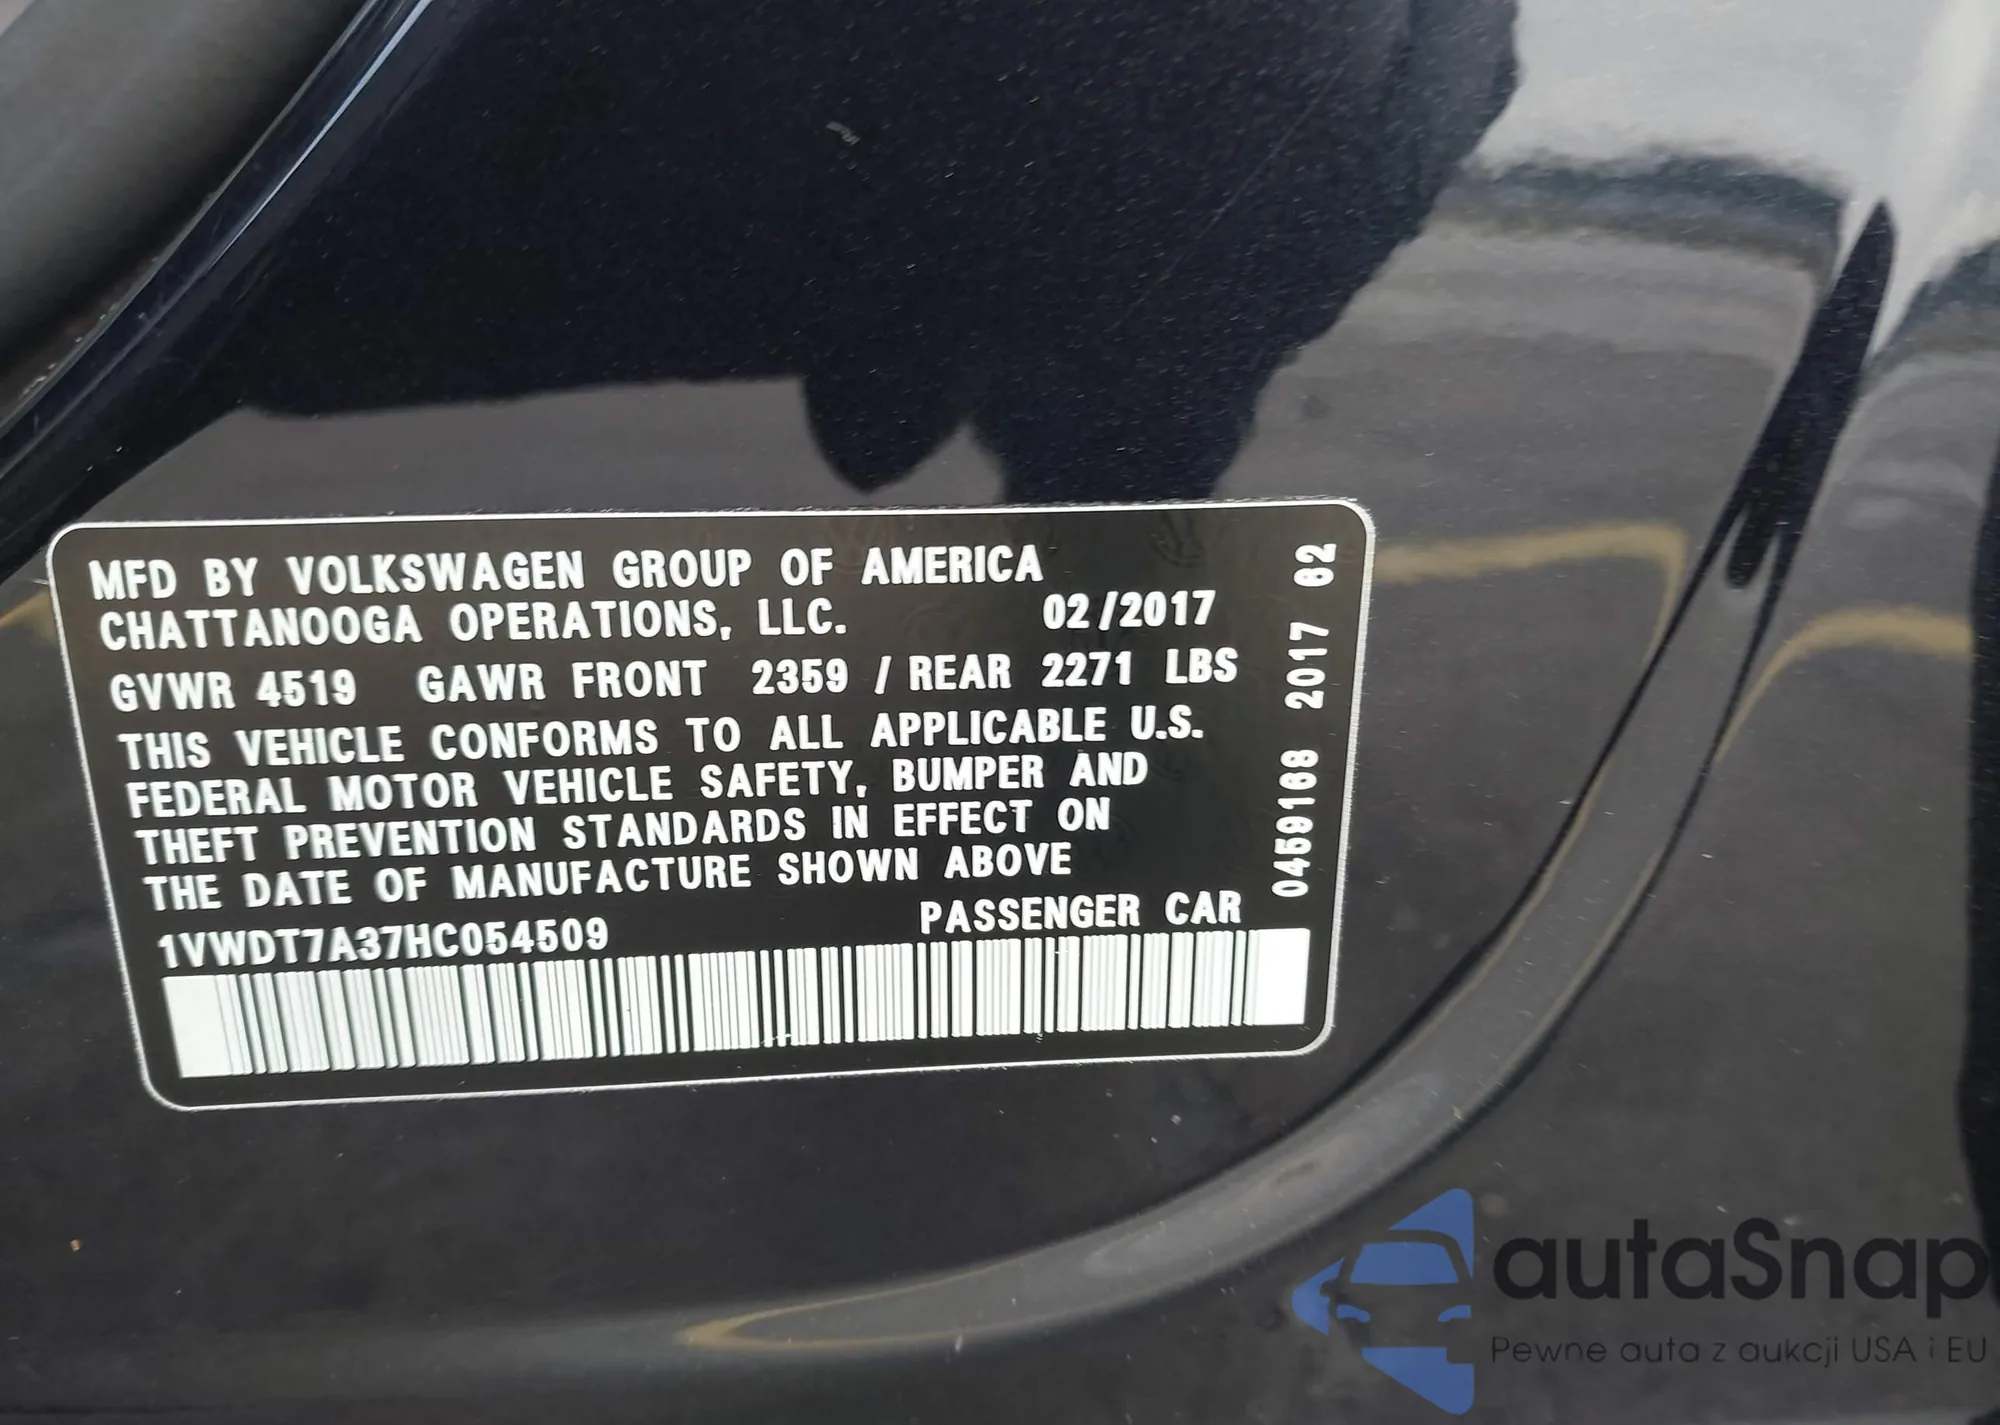 MFD BY VOLKSWAGEN GROUP OF AMERICA
CHATTANOOGA OPERATIONS, LLC. 02/2017
GVWR 4519 GAWR FRONT 2359 / REAR 2271 LBS
THIS VEHICLE CONFORMS TO ALL APPLICABLE U.S.
FEDERAL MOTOR VEHICLE SAFETY, BUMPER AND
THEFT PREVENTION STANDARDS IN EFFECT ON
THE DATE OF MANUFACTURE SHOWN ABOVE
1VWDT7A37HC054509 PASSENGER CAR
0459168 2017 02
autaSnap
Pewne auta z aukcji USA i EU